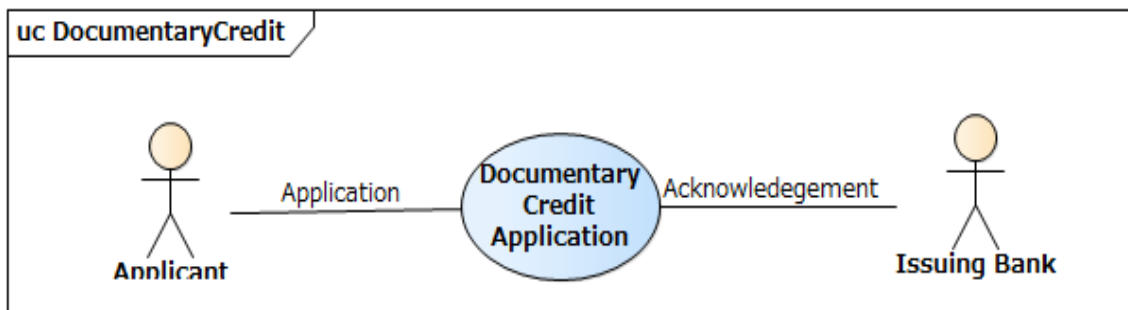 uc DocumentaryCredit
Application
Documentary
Credit
Application
Acknowledegement
Applicant
Issuing Bank